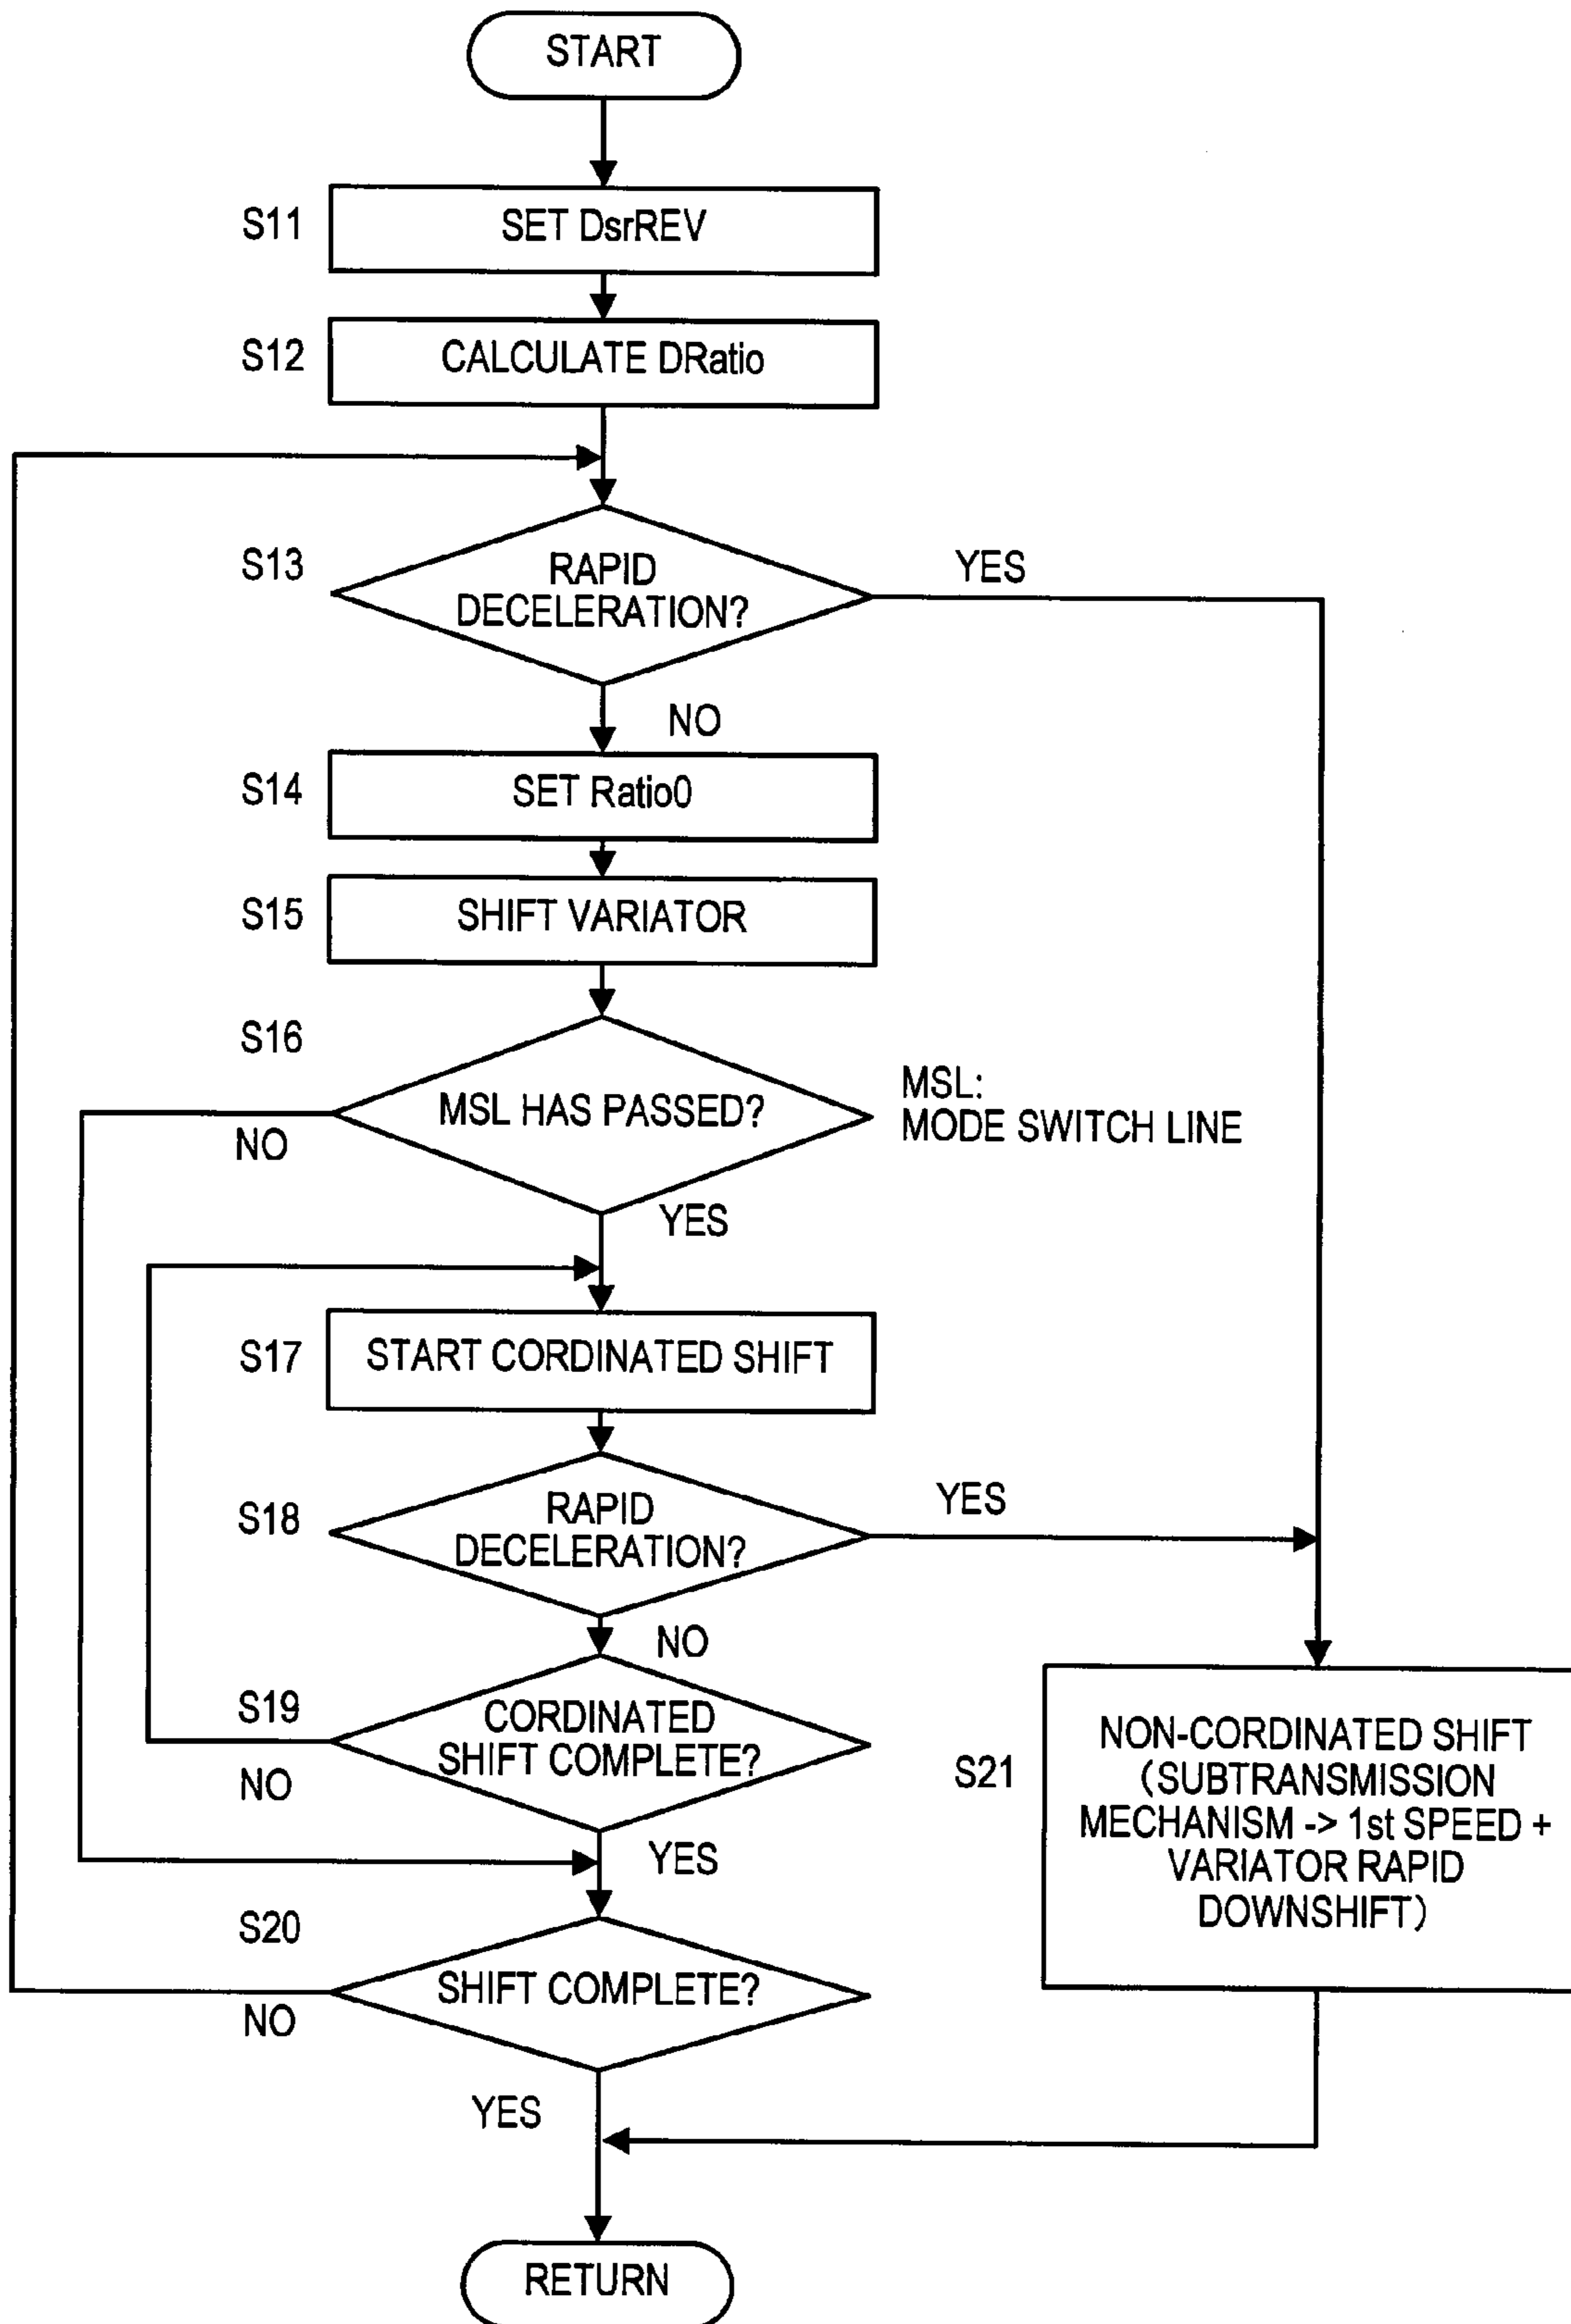 START
S11
SET DsrREV
S12
CALCULATE DRatio
S13
RAPID
DECELERATION?
YES
NO
S14
SET Ratio0
S15
SHIFT VARIATOR
S16
MSL HAS PASSED?
MSL:
MODE SWITCH LINE
NO
YES
S17
START CORDINATED SHIFT
S18
RAPID
DECELERATION?
YES
NO
S19
CORDINATED
SHIFT COMPLETE?
NO
YES
S21
NON-CORDINATED SHIFT
(SUBTRANSMISSION
MECHANISM -> 1st SPEED +
VARIATOR RAPID
DOWNSHIFT)
S20
SHIFT COMPLETE?
NO
YES
RETURN